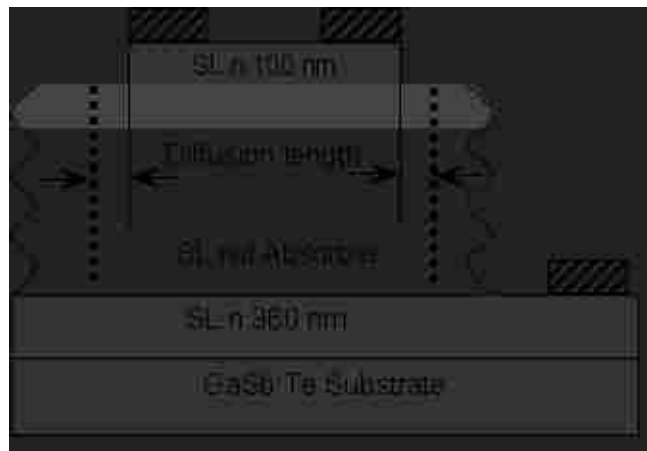 SL n 100 nm
Diffusion length
SL nid Absorber
SL n 360 nm
GaSb Te Substrate